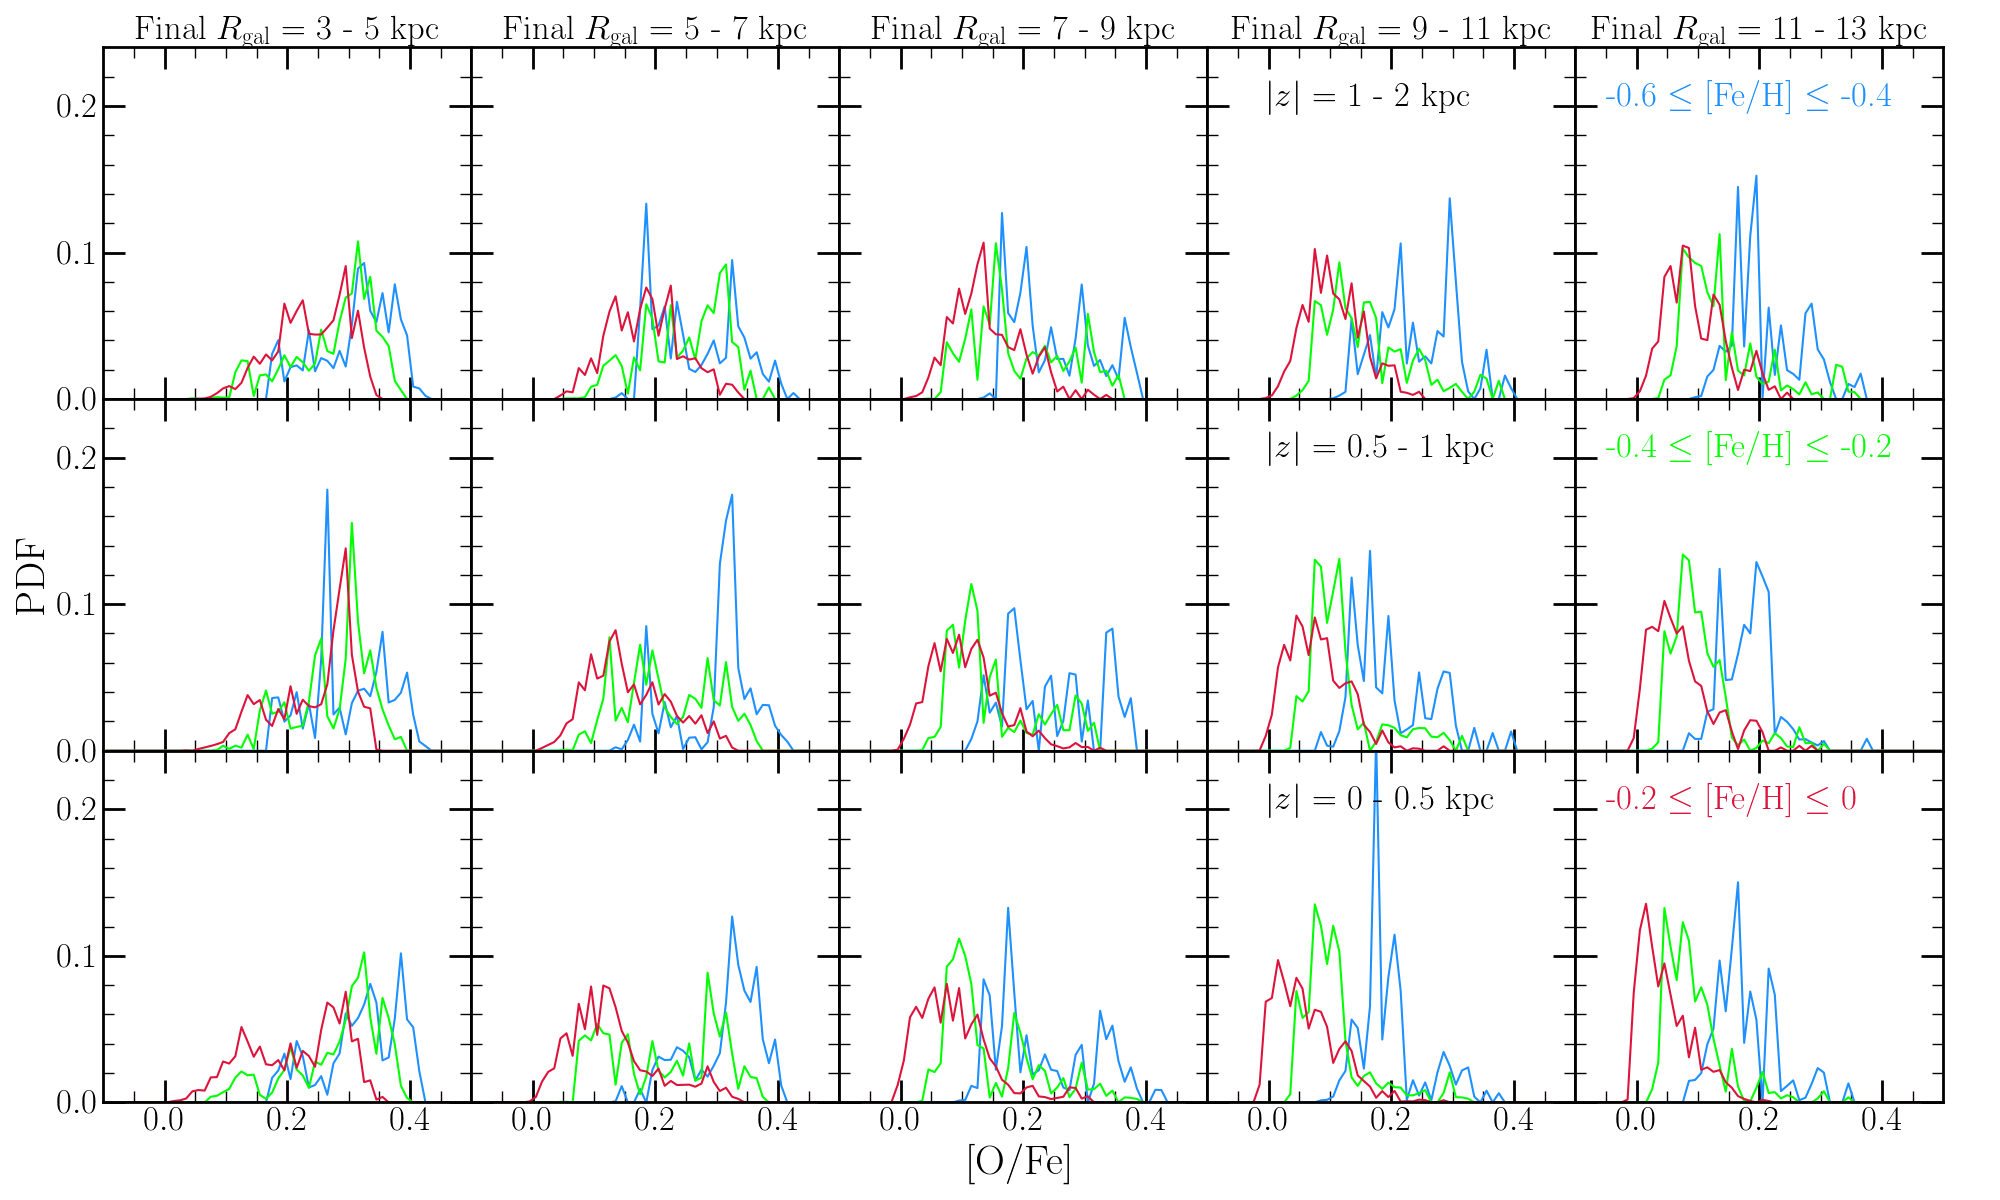 Final R_gal = 3 - 5 kpc
Final R_gal = 5 - 7 kpc
Final R_gal = 7 - 9 kpc
Final R_gal = 9 - 11 kpc
Final R_gal = 11 - 13 kpc
|z| = 1 - 2 kpc
-0.6 ≤ [Fe/H] ≤ -0.4
0.2
0.1
0.0
|z| = 0.5 - 1 kpc
-0.4 ≤ [Fe/H] ≤ -0.2
0.2
0.1
0.0
PDF
|z| = 0 - 0.5 kpc
-0.2 ≤ [Fe/H] ≤ 0
0.2
0.1
0.0
0.0 0.2 0.4
0.0 0.2 0.4
0.0 0.2 0.4
0.0 0.2 0.4
0.0 0.2 0.4
[O/Fe]